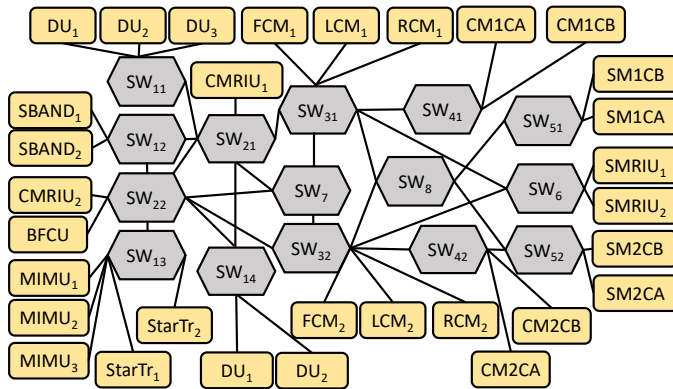 DU₁ DU₂ DU₃ FCM₁ LCM₁ RCM₁ CM1CA CM1CB
SW₁₁ CMRIU₁ SM1CB
SBAND₁ SW₃₁ SW₄₁ SM1CA
SBAND₂ SW₁₂ SW₂₁ SW₅₁
SMRIU₁
CMRIU₂ SW₂₂ SW₇ SW₈ SW₆ SMRIU₂
BFCU
MIMU₁ SW₁₃ SW₁₄ SW₃₂ SW₄₂ SW₅₂ SM2CB
MIMU₂ StarTr₂ FCM₂ LCM₂ RCM₂ CM2CB SM2CA
MIMU₃ StarTr₁ DU₁ DU₂ CM2CA